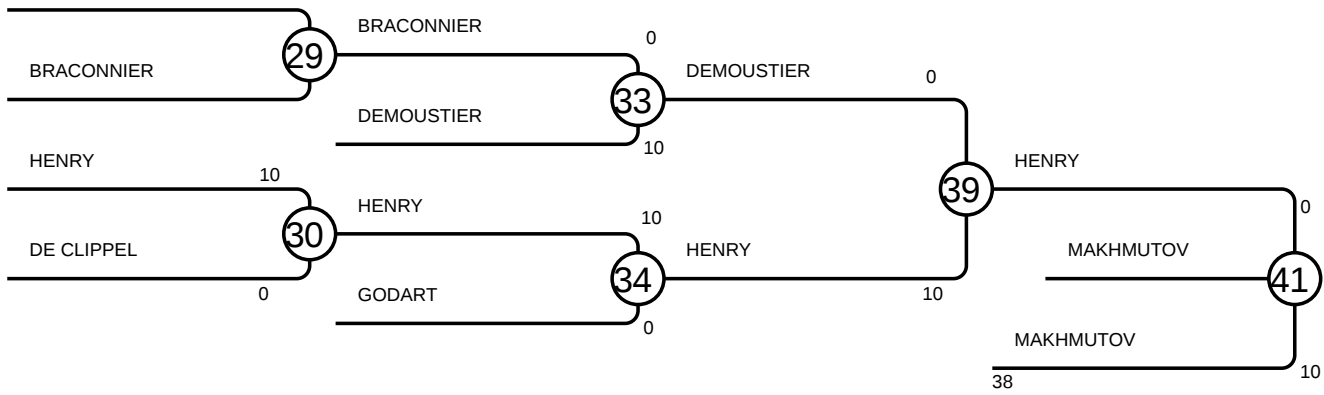 BRACONNIER
0
29
BRACONNIER
DEMOUSTIER
0
33
DEMOUSTIER
10
HENRY
10
HENRY
39
HENRY
10
0
30
DE CLIPPEL
HENRY
MAKHMUTOV
0
34
41
GODART
10
0
MAKHMUTOV
10
38